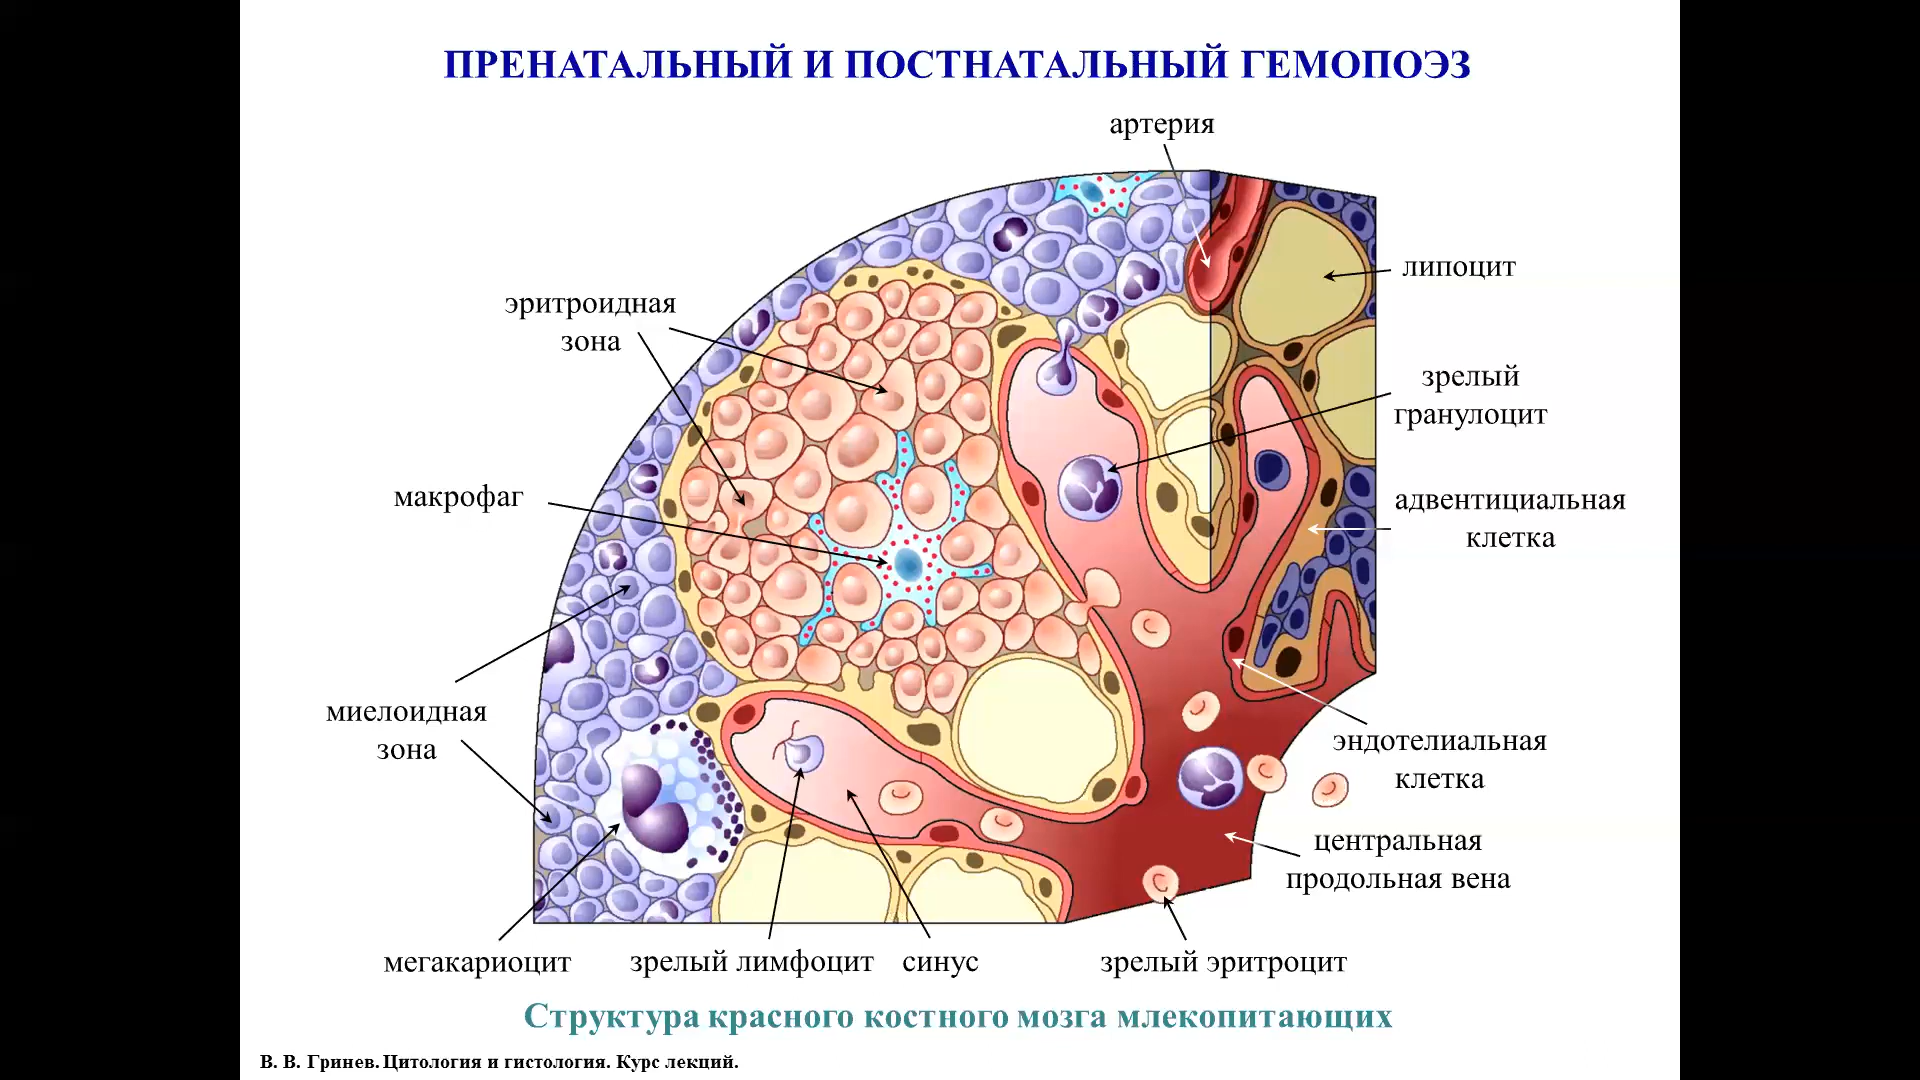 ПРЕНАТАЛЬНЫЙ И ПОСТНАТАЛЬНЫЙ ГЕМОПОЭЗ
артерия
липоцит
эритроидная
зона
зрелый
гранулоцит
макрофаг
адвентициальная
клетка
миелоидная
зона
эндотелиальная
клетка
центральная
продольная вена
мегакариоцит
зрелый лимфоцит
синус
зрелый эритроцит
Структура красного костного мозга млекопитающих
В. В. Гринев. Цитология и гистология. Курс лекций.